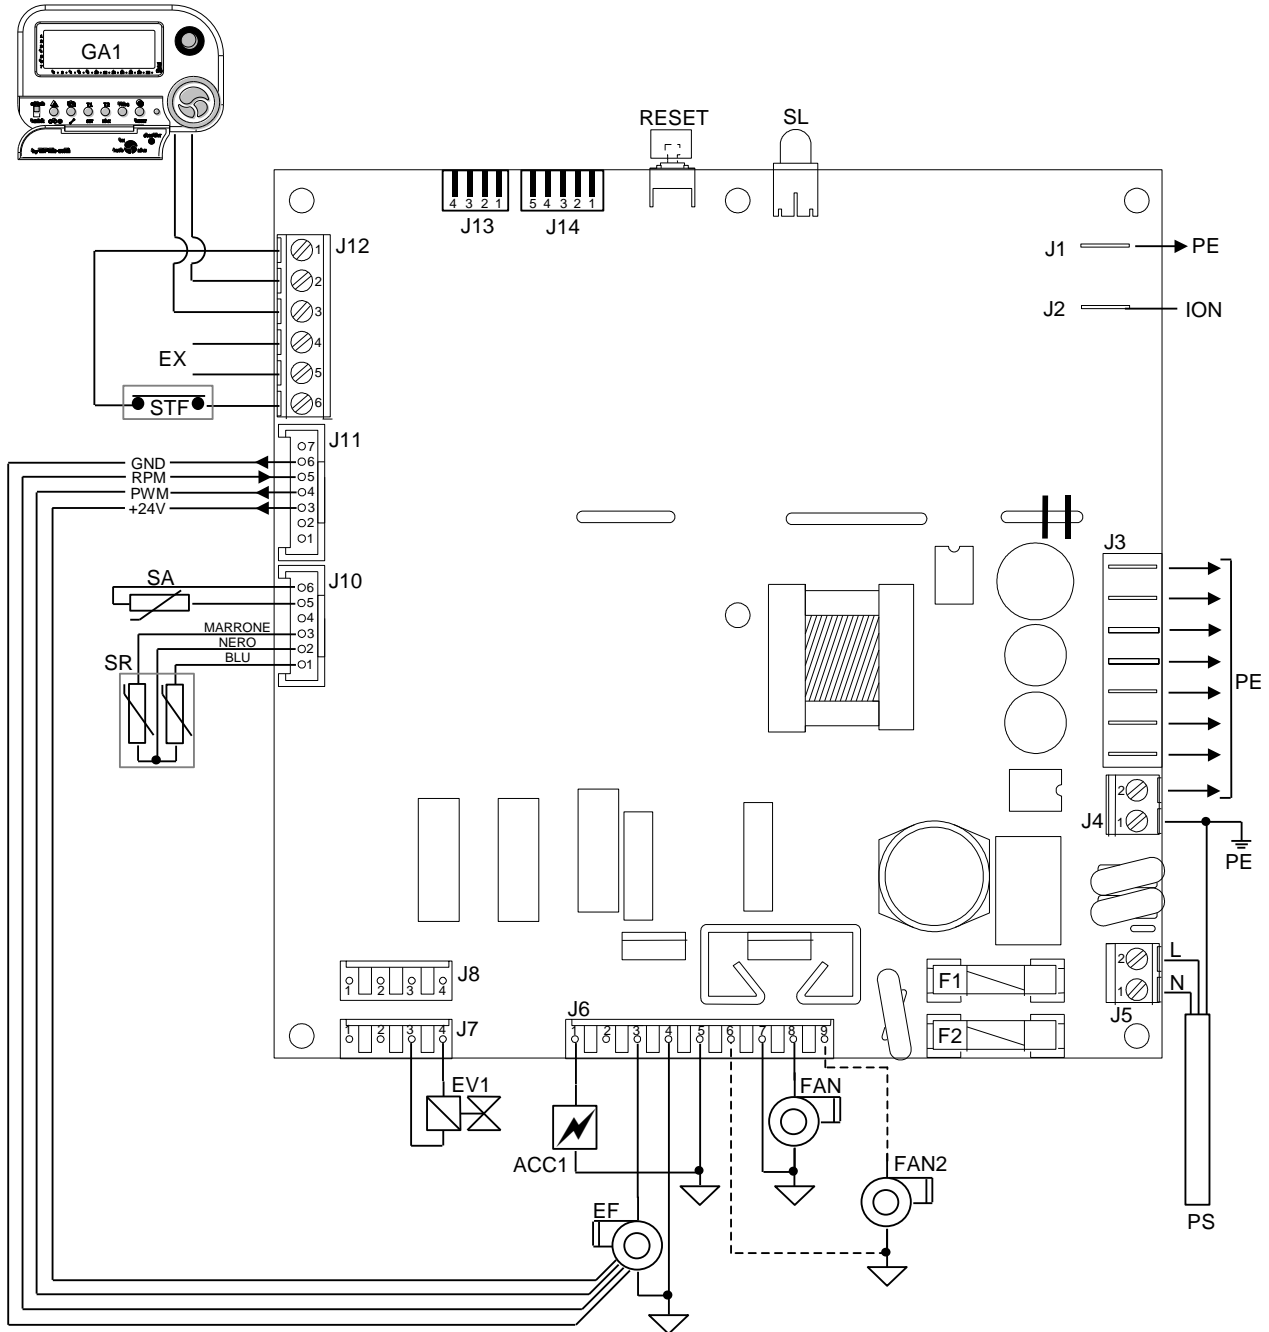 GA1
RESET
SL
4 3 2 1
J13
5 4 3 2 1
J14
J12
1
2
3
4
5
6
EX
STF
J1
PE
J2
ION
J11
7
6
5
4
3
2
1
GND
RPM
PWM
+24V
J10
6
5
4
3
2
1
SA
MARRONE
NERO
BLU
SR
J3
PE
J4
2
1
PE
J8
1 2 3 4
J7
1 2 3 4
J6
1 2 3 4 5 6 7 8 9
F1
F2
J5
2
1
L
N
EV1
ACC1
FAN
FAN2
EF
PS